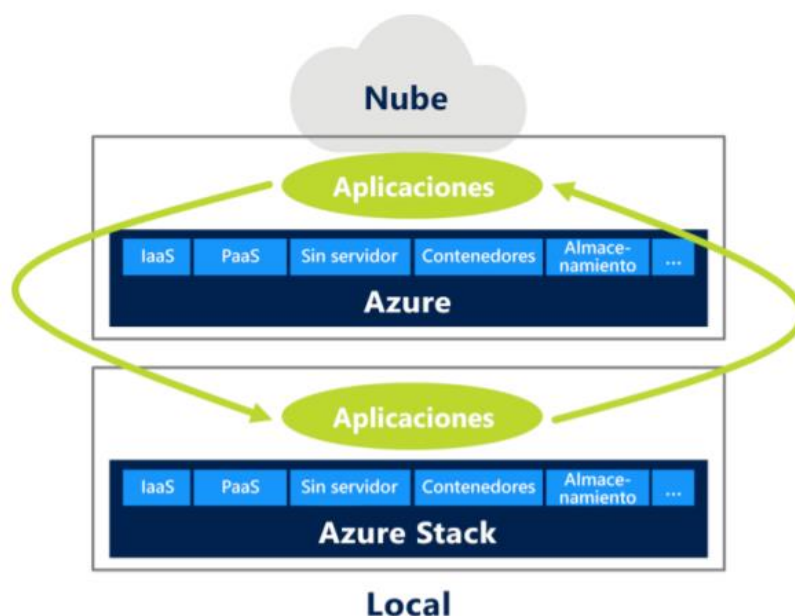 Nube
Aplicaciones
IaaS PaaS Sin servidor Contenedores Almace-
namiento ...
Azure
Aplicaciones
IaaS PaaS Sin servidor Contenedores Almace-
namiento ...
Azure Stack
Local